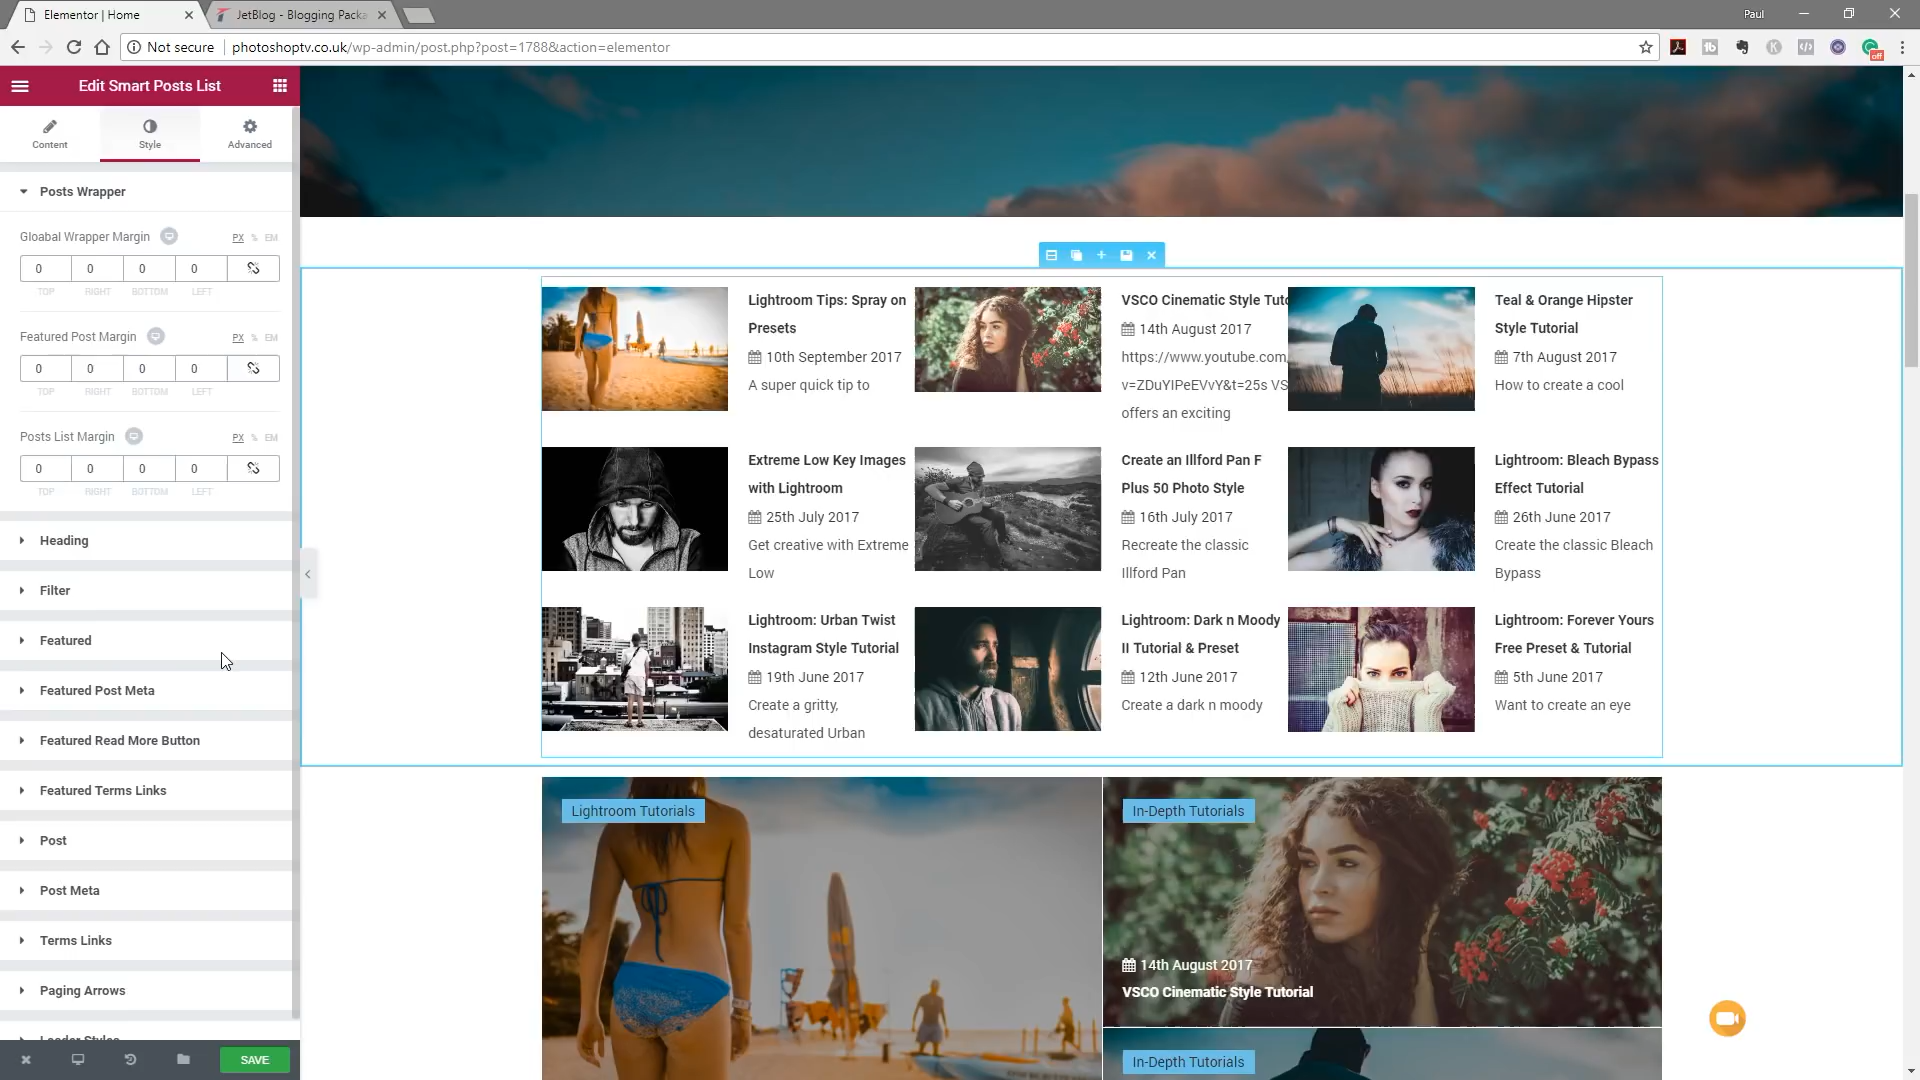 Elementor | Home
JetBlog - Blogging Packa
Paul
Not secure
photoshoptv.co.uk/wp-admin/post.php?post=1788&action=elementor
off
Edit Smart Posts List
Content
Style
Advanced
Posts Wrapper
Gloabal Wrapper Margin
PX % EM
0 0 0 0
TOP RIGHT BOTTOM LEFT
Featured Post Margin
PX % EM
0 0 0 0
TOP RIGHT BOTTOM LEFT
Posts List Margin
PX % EM
0 0 0 0
TOP RIGHT BOTTOM LEFT
Heading
Filter
Featured
Featured Post Meta
Featured Read More Button
Featured Terms Links
Post
Post Meta
Terms Links
Paging Arrows
Loader Styles
SAVE
Lightroom Tips: Spray on
Presets
10th September 2017
A super quick tip to
VSCO Cinematic Style Tuto
14th August 2017
https://www.youtube.com
v=ZDuYIPeEVvY&t=25s VS
offers an exciting
Teal & Orange Hipster
Style Tutorial
7th August 2017
How to create a cool
Extreme Low Key Images
with Lightroom
25th July 2017
Get creative with Extreme
Low
Create an Illford Pan F
Plus 50 Photo Style
16th July 2017
Recreate the classic
Illford Pan
Lightroom: Bleach Bypass
Effect Tutorial
26th June 2017
Create the classic Bleach
Bypass
Lightroom: Urban Twist
Instagram Style Tutorial
19th June 2017
Create a gritty,
desaturated Urban
Lightroom: Dark n Moody
II Tutorial & Preset
12th June 2017
Create a dark n moody
Lightroom: Forever Yours
Free Preset & Tutorial
5th June 2017
Want to create an eye
Lightroom Tutorials
In-Depth Tutorials
14th August 2017
VSCO Cinematic Style Tutorial
In-Depth Tutorials